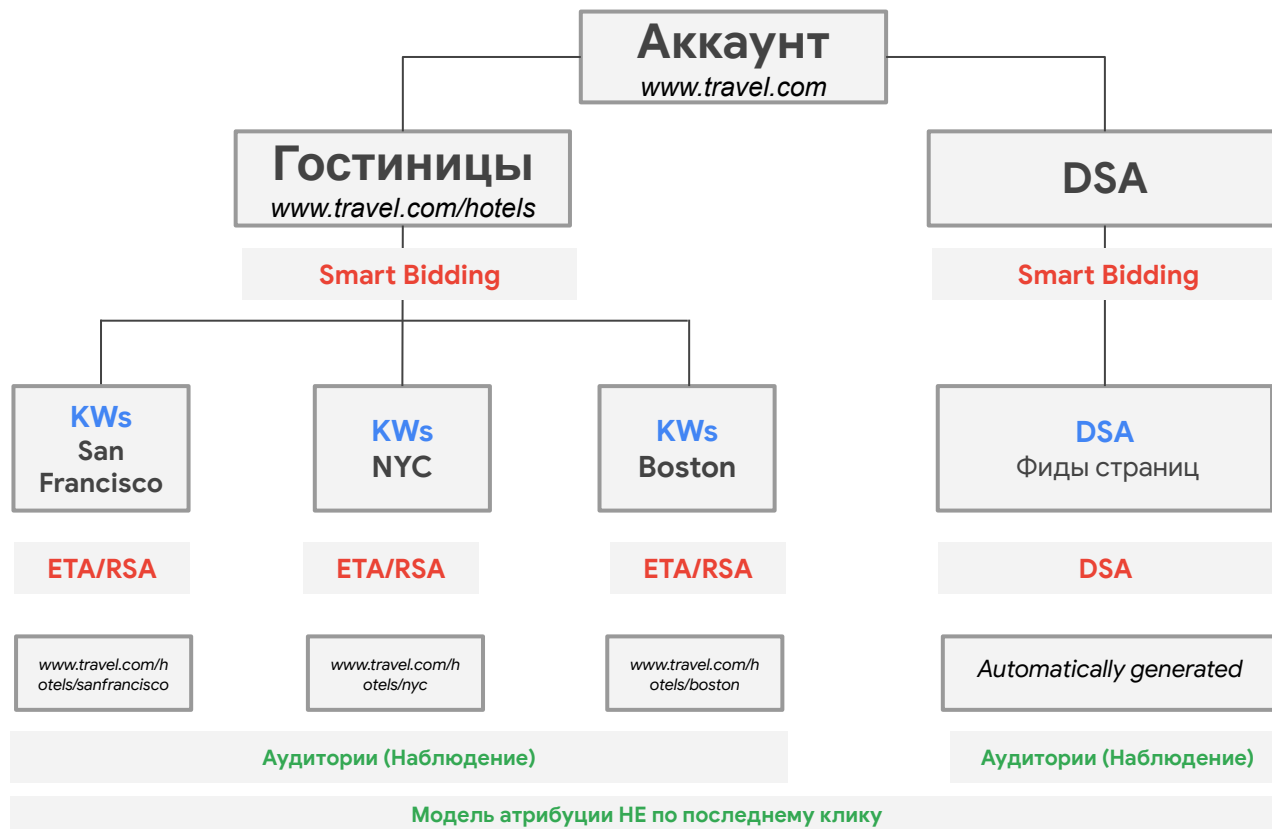 Аккаунт
www.travel.com
Гостиницы
www.travel.com/hotels
DSA
Smart Bidding
Smart Bidding
KWs
San
Francisco
KWs
NYC
KWs
Boston
DSA
Фиды страниц
ETA/RSA
ETA/RSA
ETA/RSA
DSA
www.travel.com/h
otels/sanfrancisco
www.travel.com/h
otels/nyc
www.travel.com/h
otels/boston
Automatically generated
Аудитории (Наблюдение)
Аудитории (Наблюдение)
Модель атрибуции НЕ по последнему клику